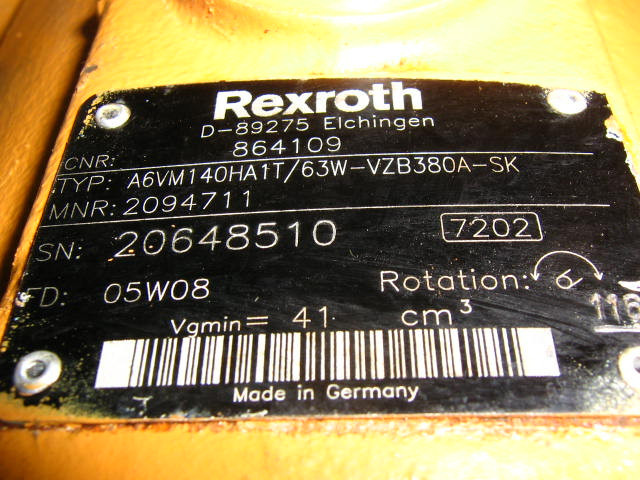 Rexroth
D-89275 Elchingen
864109
CNR:
TYP: A6VM140HA1T/63W-VZB380A-SK
MNR: 2094711
SN: 20648510 7202
FD: 05W08 Rotation:
116
Vgmin = 41 cm³
Made in Germany